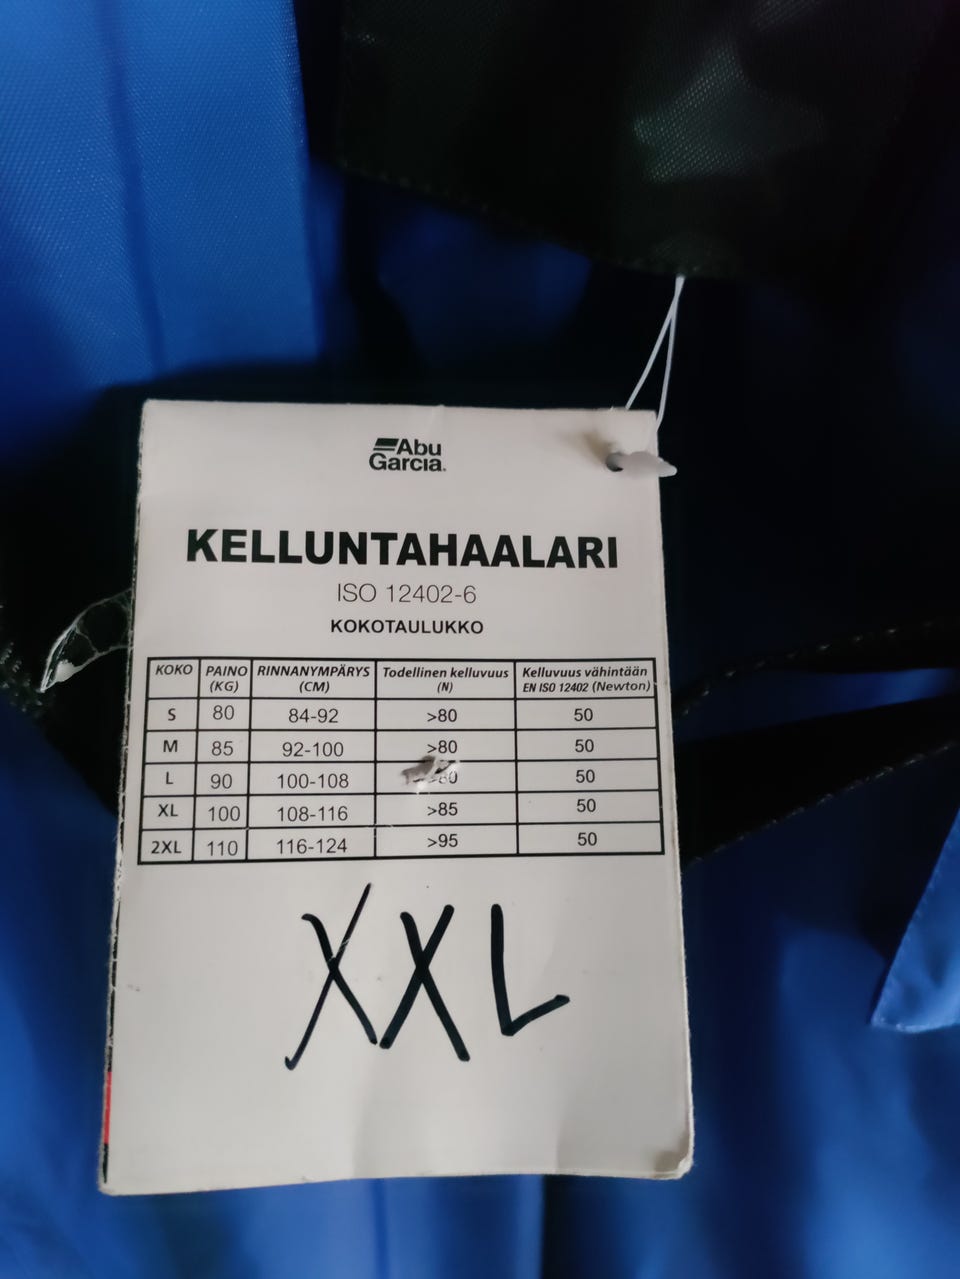 Abu
Garcia.
KELLUNTAHAALARI
ISO 12402-6
KOKOTAULUKKO
KOKO PAINO (KG) RINNANYMPÄRYS (CM) Todellinen kelluvuus (N) Kelluvuus vähintään EN ISO 12402 (Newton)
S 80 84-92 >80 50
M 85 92-100 >80 50
L 90 100-108 >80 50
XL 100 108-116 >85 50
2XL 110 116-124 >95 50
XXL